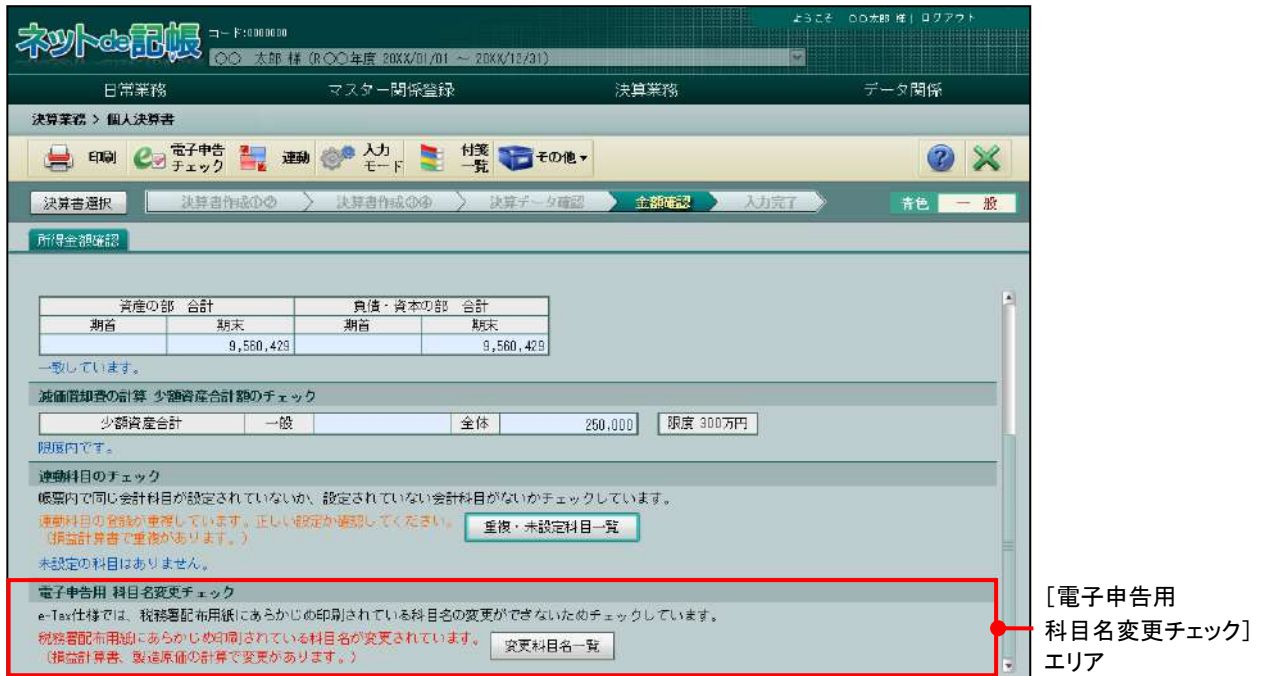 ようこそ ○○太郎 様 | ログアウト
ネットde記帳 コード:0000000
○○ 太郎 様 (R○○年度 20XX/01/01 ～ 20XX/12/31)
日常業務 マスター関係登録 決算業務 データ関係
決算業務 > 個人決算書
印刷 電子申告チェック 連動 入力モード 付箋一覧 その他
決算書選択 決算書作成①② 決算書作成③④ 決算データ確認 金額確認 入力完了 青色 一 般
所得金額確認
資産の部 合計 負債・資本の部 合計
期首 期末 期首 期末
9,560,429 9,560,429
一致しています。
減価償却費の計算 少額資産合計額のチェック
少額資産合計 一般 全体 250,000 限度 300万円
限度内です。
連動科目のチェック
帳票内で同じ会計科目が設定されていないか、設定されていない会計科目がないかチェックしています。
連動科目の登録が重複しています。正しい設定か確認してください。 重複・未設定科目一覧
（損益計算書で重複があります。）
未設定の科目はありません。
電子申告用 科目名変更チェック
e-Tax仕様では、税務署配布用紙にあらかじめ印刷されている科目名の変更ができないためチェックしています。
税務署配布用紙にあらかじめ印刷されている科目名が変更されています。 変更科目名一覧
（損益計算書、製造原価の計算で変更があります。）
[電子申告用
科目名変更チェック]
エリア